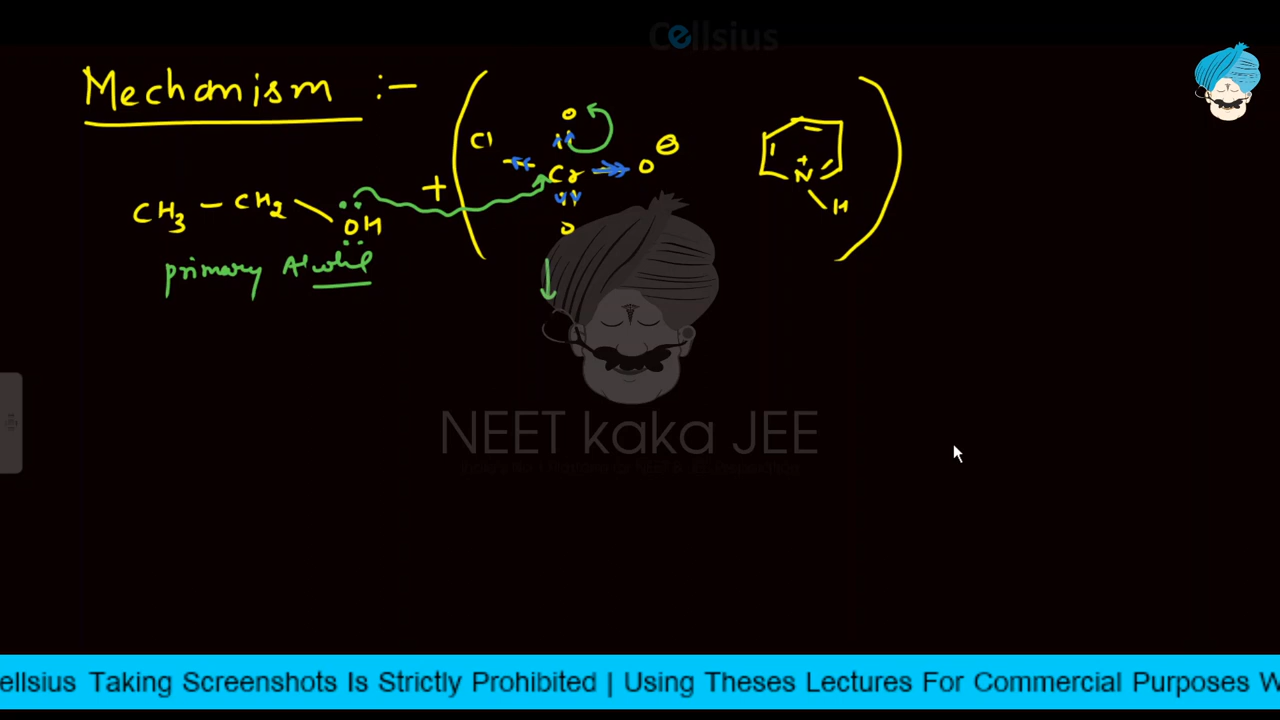 Cellsius
Mechanism :-
CH3 - CH2 OH + ( Cl Cr O O O⊖ N+ H )
primary Alcohol
NEET kaka JEE
ellsius Taking Screenshots Is Strictly Prohibited | Using Theses Lectures For Commercial Purposes W